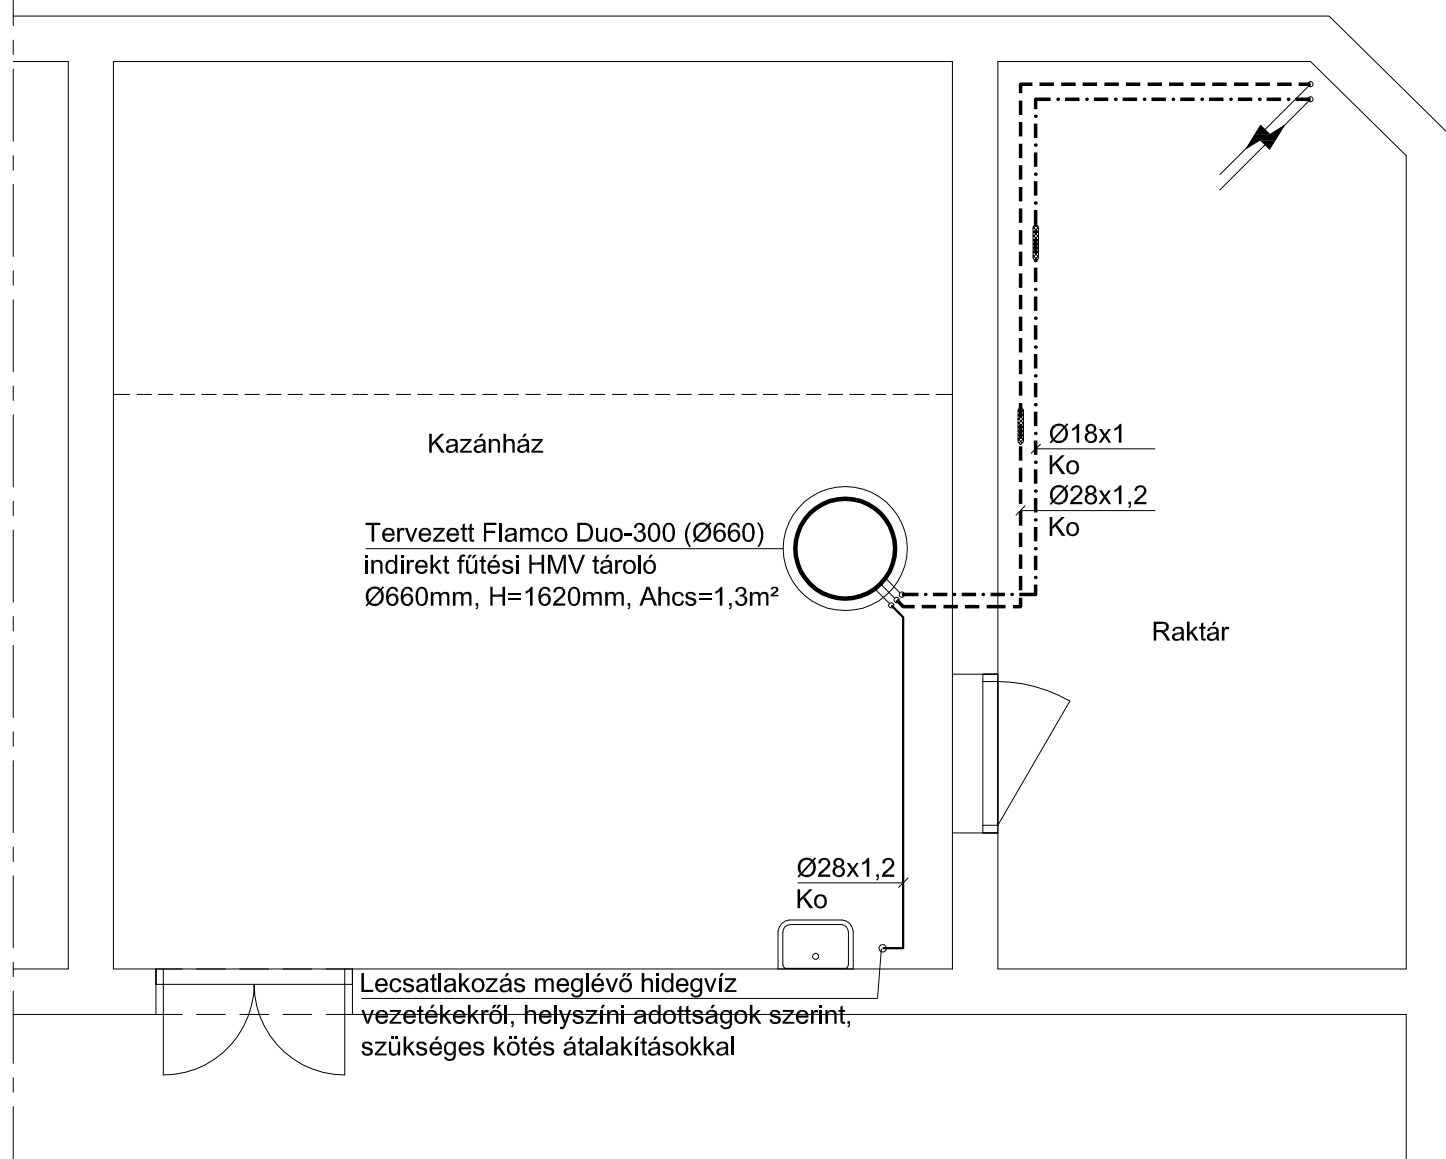 Ø18x1
Ko
Kazánház
Ø28x1,2
Ko
Tervezett Flamco Duo-300 (Ø660)
indirekt fűtési HMV tároló
Ø660mm, H=1620mm, Ahcs=1,3m²
Raktár
Ø28x1,2
Ko
Lecsatlakozás meglévő hidegvíz
vezetékekről, helyszíni adottságok szerint,
szükséges kötés átalakításokkal